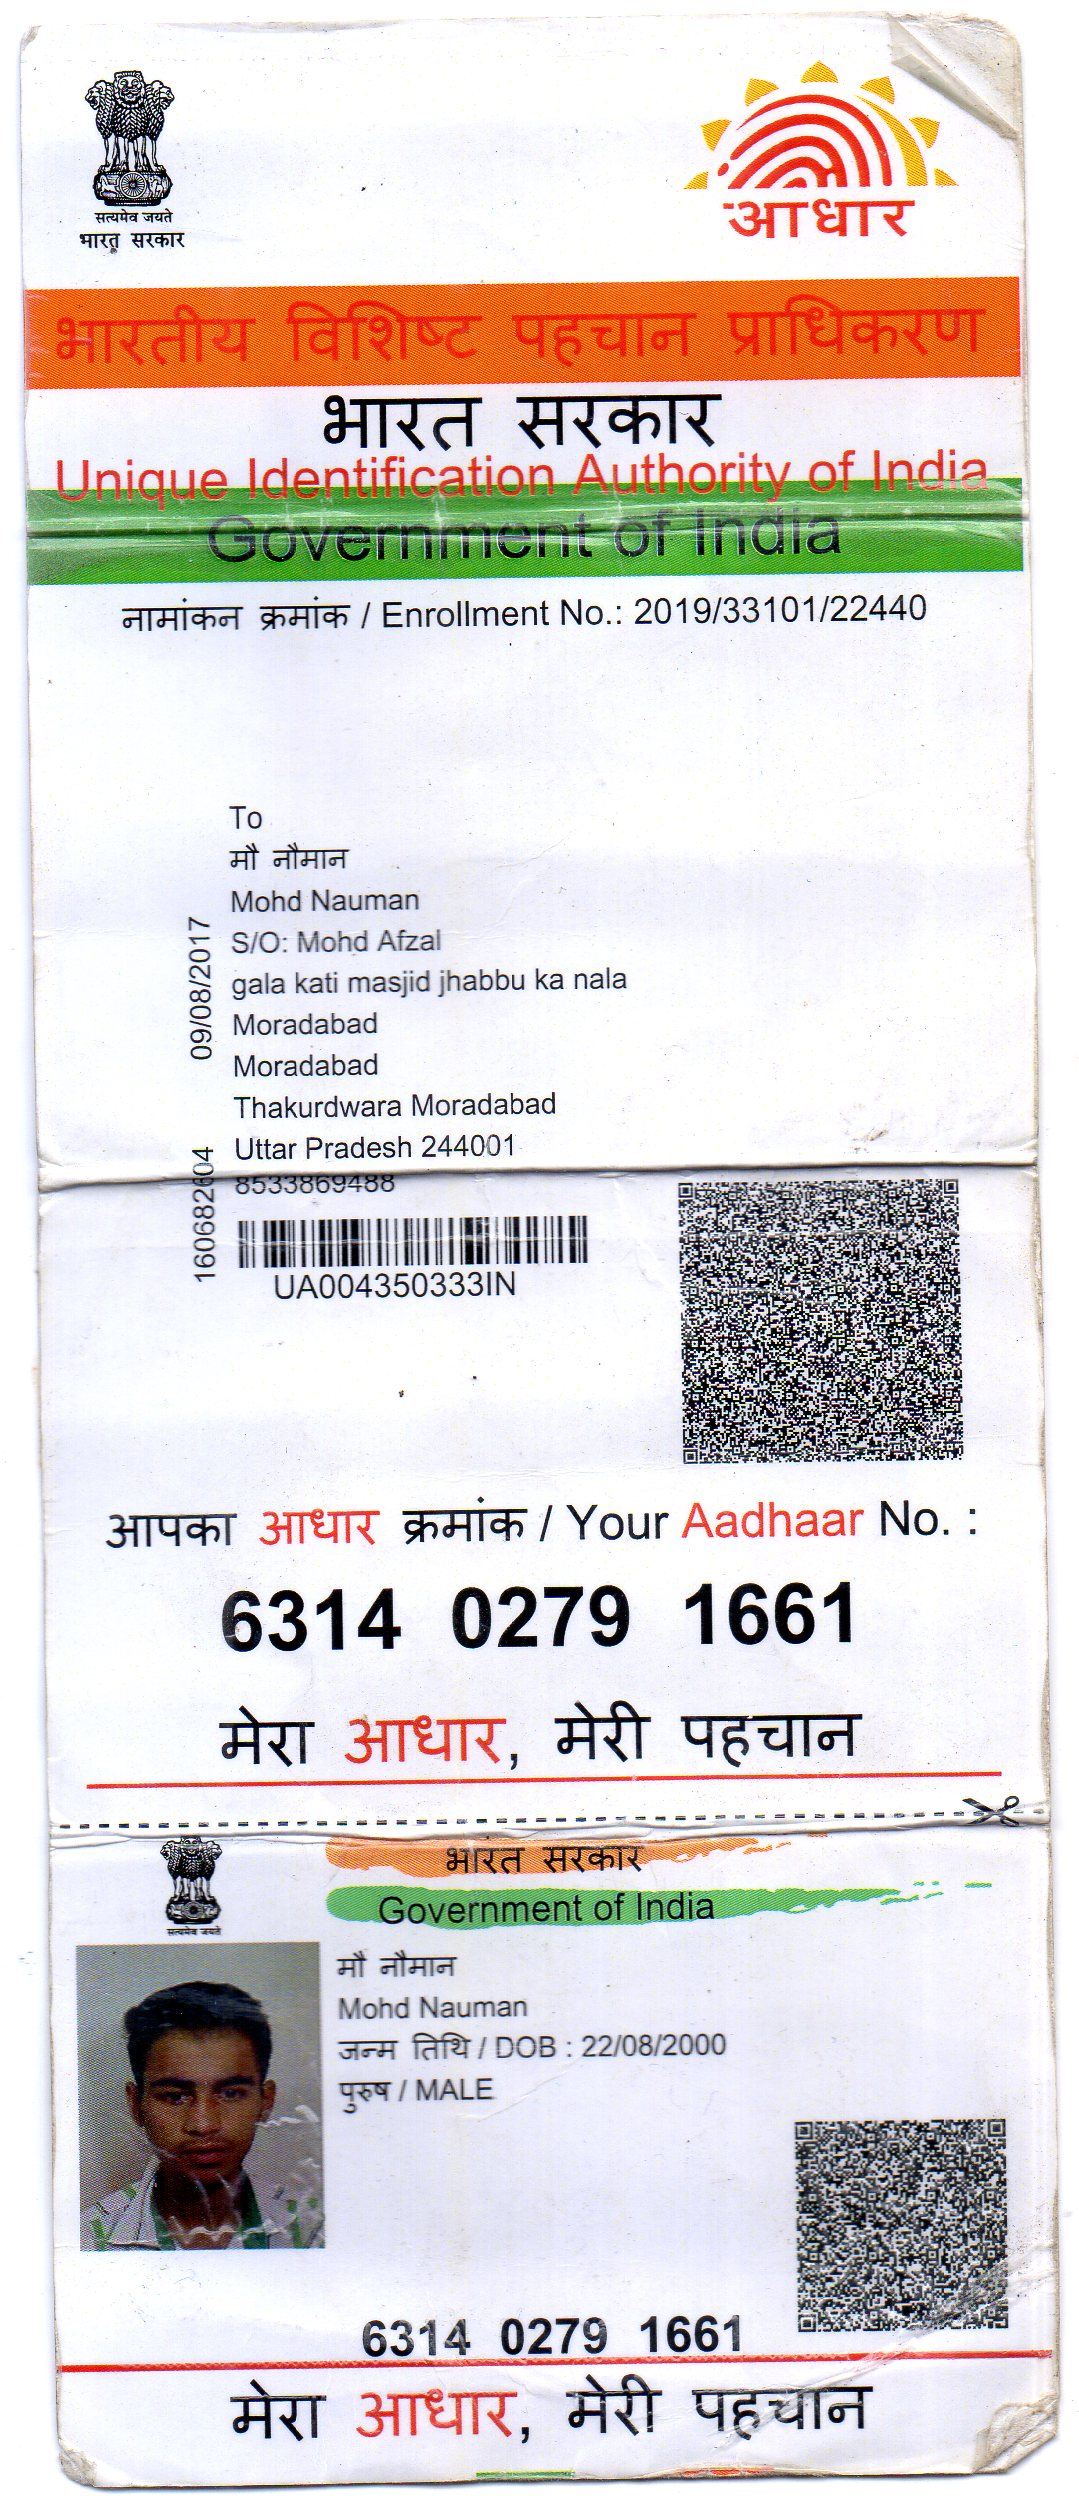 सत्यमेव जयते
भारत सरकार
आधार
भारतीय विशिष्ट पहचान प्राधिकरण
भारत सरकार
Unique Identification Authority of India
Government of India
नामांकन क्रमांक / Enrollment No.: 2019/33101/22440
To
मौ नौमान
Mohd Nauman
S/O: Mohd Afzal
gala kati masjid jhabbu ka nala
Moradabad
Moradabad
Thakurdwara Moradabad
Uttar Pradesh 244001
8533869488
09/08/2017
160682604
UA004350333IN
आपका आधार क्रमांक / Your Aadhaar No. :
6314 0279 1661
मेरा आधार, मेरी पहचान
भारत सरकार
Government of India
सत्यमेव जयते
मौ नौमान
Mohd Nauman
जन्म तिथि / DOB : 22/08/2000
पुरुष / MALE
6314 0279 1661
मेरा आधार, मेरी पहचान